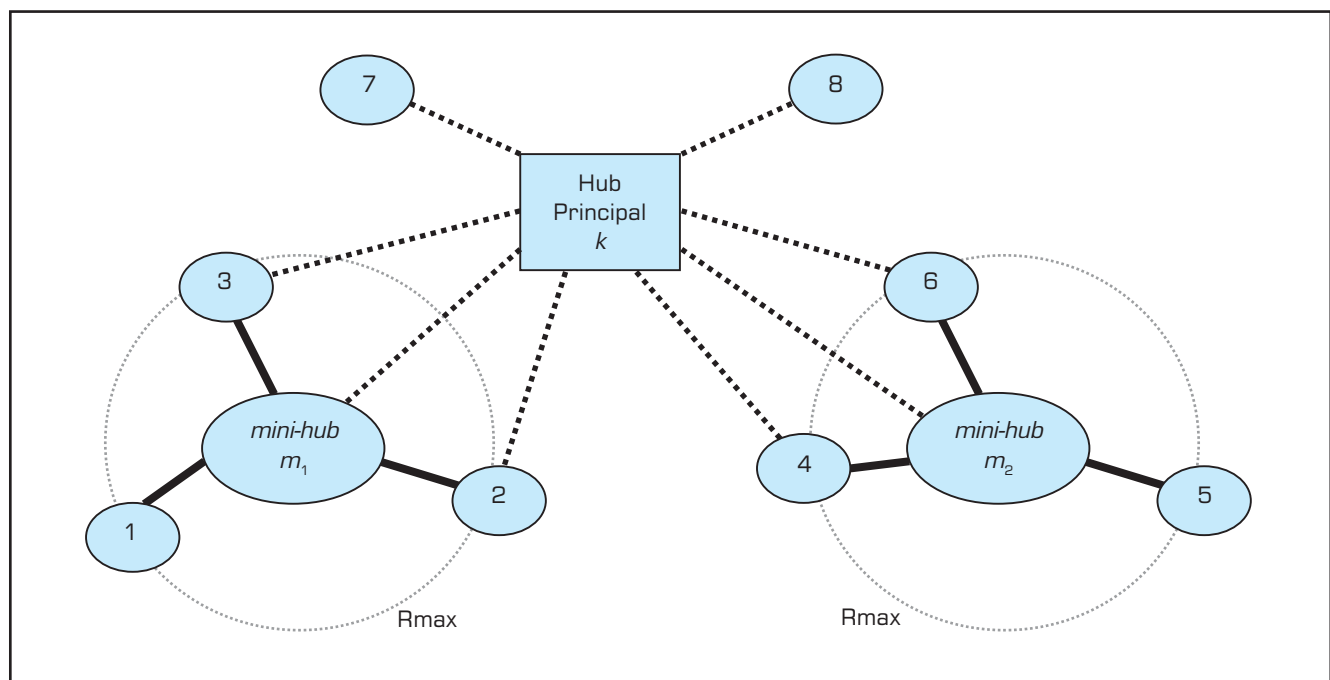 7
8
Hub
Principal
k
3
6
mini-hub
m₁
mini-hub
m₂
4
2
5
1
Rmax
Rmax